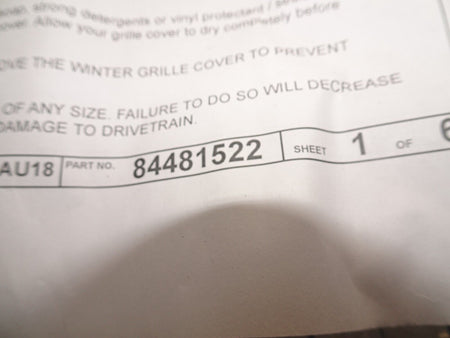 strong detergents or vinyl protectant /
Allow your grille cover to dry completely before
THE WINTER GRILLE COVER TO PREVENT
OF ANY SIZE. FAILURE TO DO SO WILL DECREASE
DAMAGE TO DRIVETRAIN.
AU18 PART NO. 84481522 SHEET 1 OF 6